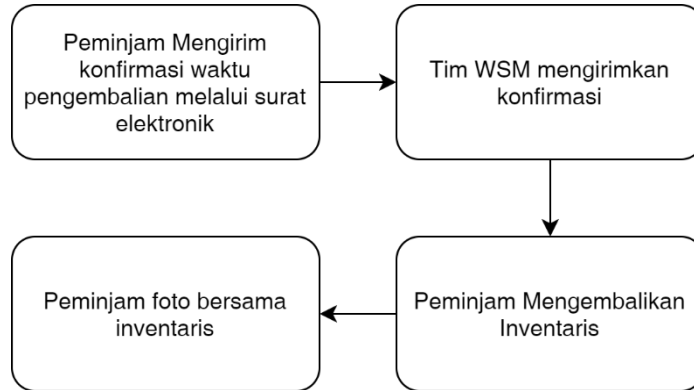 Peminjam Mengirim
konfirmasi waktu
pengembalian melalui surat
elektronik
Tim WSM mengirimkan
konfirmasi
Peminjam Mengembalikan
Inventaris
Peminjam foto bersama
inventaris